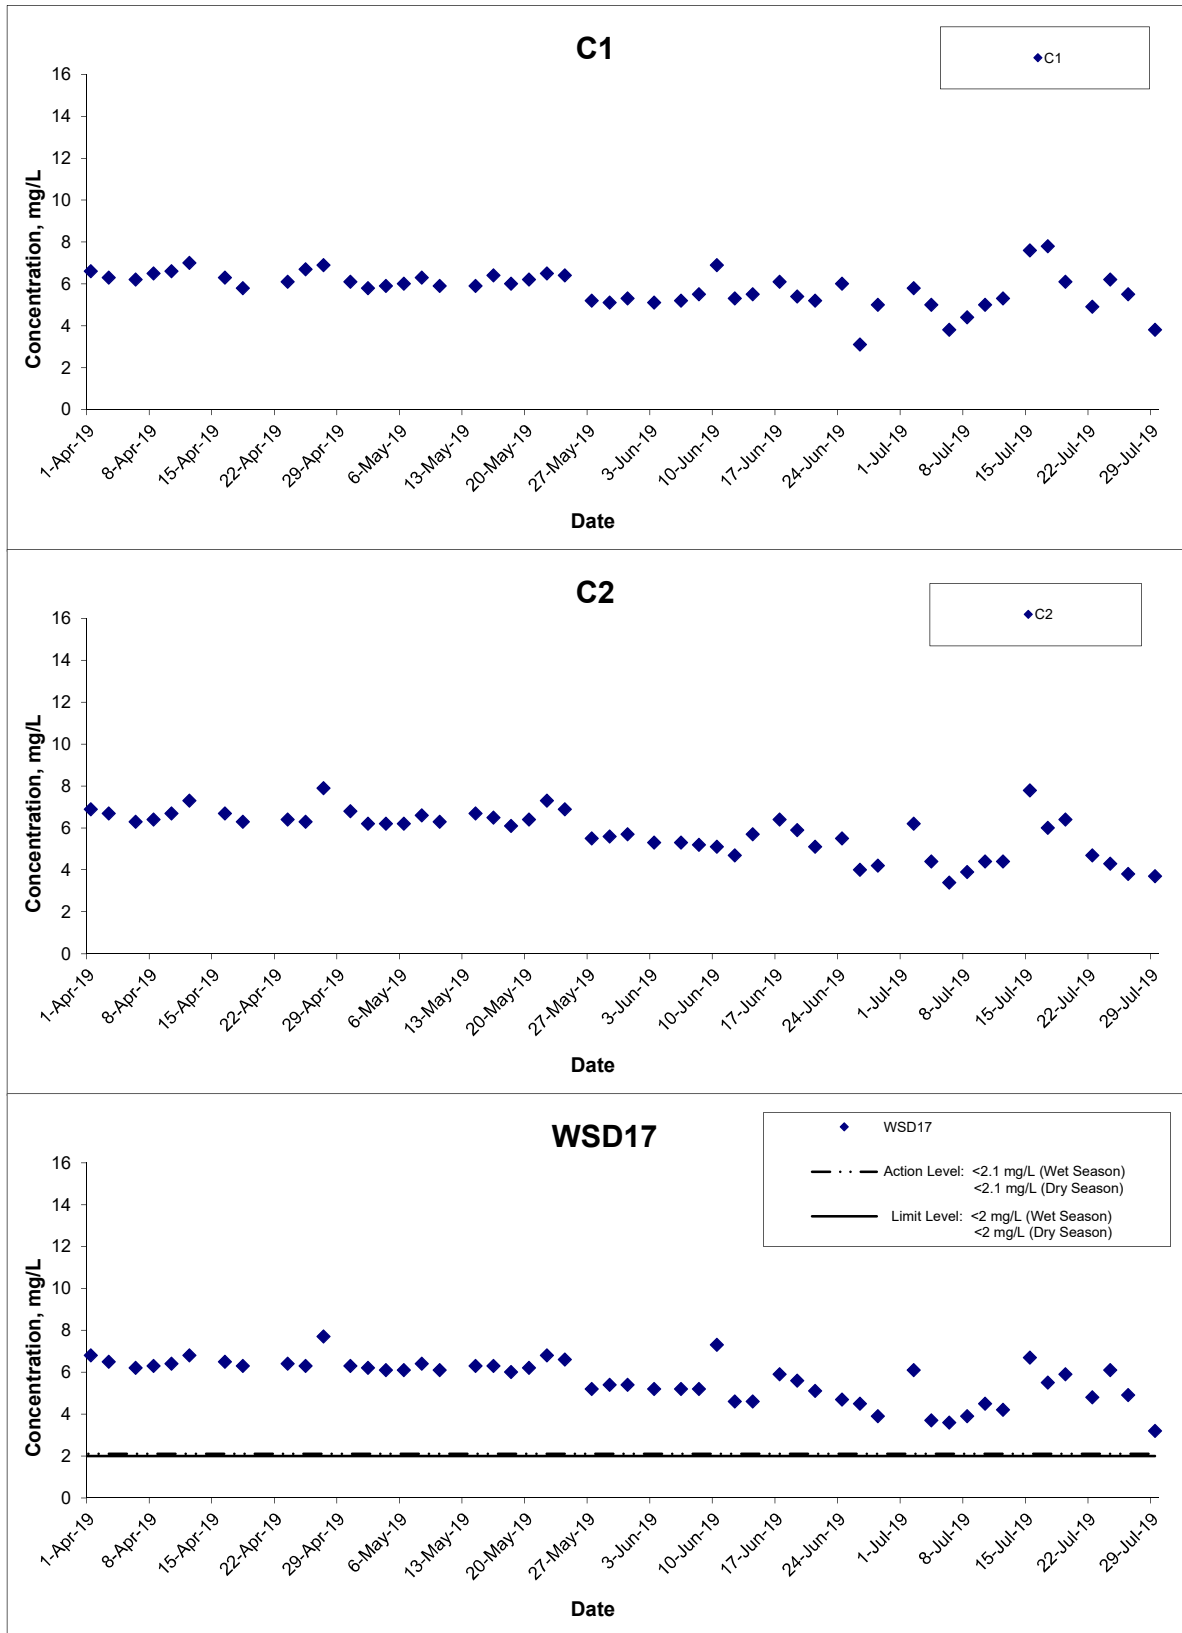 C1
C1
16
14
12
10
8
6
4
2
0
Concentration, mg/L
1-Apr-19
8-Apr-19
15-Apr-19
22-Apr-19
29-Apr-19
6-May-19
13-May-19
20-May-19
27-May-19
3-Jun-19
10-Jun-19
17-Jun-19
24-Jun-19
1-Jul-19
8-Jul-19
15-Jul-19
22-Jul-19
29-Jul-19
Date
C2
C2
16
14
12
10
8
6
4
2
0
Concentration, mg/L
1-Apr-19
8-Apr-19
15-Apr-19
22-Apr-19
29-Apr-19
6-May-19
13-May-19
20-May-19
27-May-19
3-Jun-19
10-Jun-19
17-Jun-19
24-Jun-19
1-Jul-19
8-Jul-19
15-Jul-19
22-Jul-19
29-Jul-19
Date
WSD17
WSD17
Action Level: <2.1 mg/L (Wet Season)
<2.1 mg/L (Dry Season)
Limit Level: <2 mg/L (Wet Season)
<2 mg/L (Dry Season)
16
14
12
10
8
6
4
2
0
Concentration, mg/L
1-Apr-19
8-Apr-19
15-Apr-19
22-Apr-19
29-Apr-19
6-May-19
13-May-19
20-May-19
27-May-19
3-Jun-19
10-Jun-19
17-Jun-19
24-Jun-19
1-Jul-19
8-Jul-19
15-Jul-19
22-Jul-19
29-Jul-19
Date